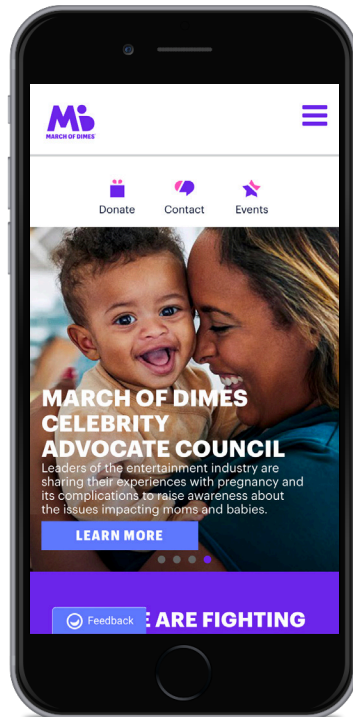 MARCH OF DIMES
Donate
Contact
Events
MARCH OF DIMES
CELEBRITY
ADVOCATE COUNCIL
Leaders of the entertainment industry are
sharing their experiences with pregnancy and
its complications to raise awareness about
the issues impacting moms and babies.
LEARN MORE
Feedback
E ARE FIGHTING